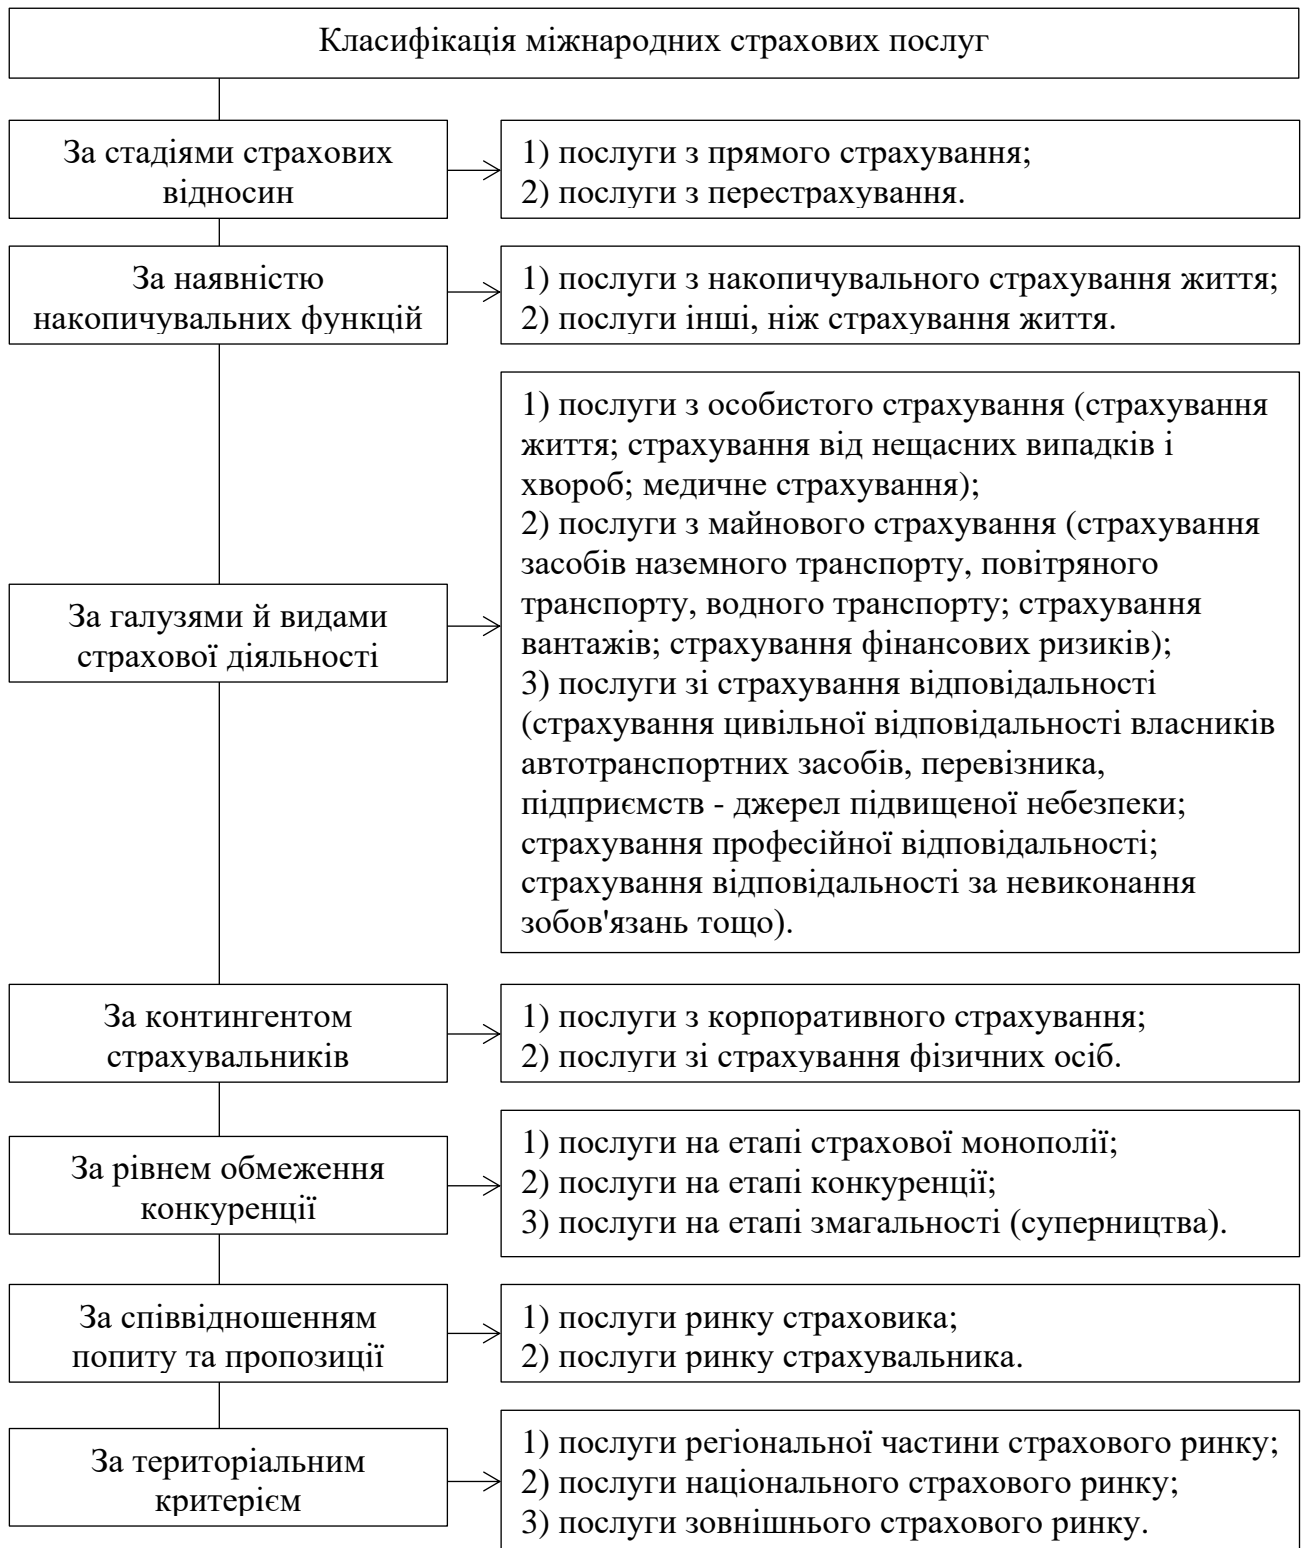 Класифікація міжнародних страхових послуг
За стадіями страхових
відносин
1) послуги з прямого страхування;
2) послуги з перестрахування.
За наявністю
накопичувальних функцій
1) послуги з накопичувального страхування життя;
2) послуги інші, ніж страхування життя.
За галузями й видами
страхової діяльності
1) послуги з особистого страхування (страхування
життя; страхування від нещасних випадків і
хвороб; медичне страхування);
2) послуги з майнового страхування (страхування
засобів наземного транспорту, повітряного
транспорту, водного транспорту; страхування
вантажів; страхування фінансових ризиків);
3) послуги зі страхування відповідальності
(страхування цивільної відповідальності власників
автотранспортних засобів, перевізника,
підприємств - джерел підвищеної небезпеки;
страхування професійної відповідальності;
страхування відповідальності за невиконання
зобов'язань тощо).
За контингентом
страхувальників
1) послуги з корпоративного страхування;
2) послуги зі страхування фізичних осіб.
За рівнем обмеження
конкуренції
1) послуги на етапі страхової монополії;
2) послуги на етапі конкуренції;
3) послуги на етапі змагальності (суперництва).
За співвідношенням
попиту та пропозиції
1) послуги ринку страховика;
2) послуги ринку страхувальника.
За територіальним
критерієм
1) послуги регіональної частини страхового ринку;
2) послуги національного страхового ринку;
3) послуги зовнішнього страхового ринку.